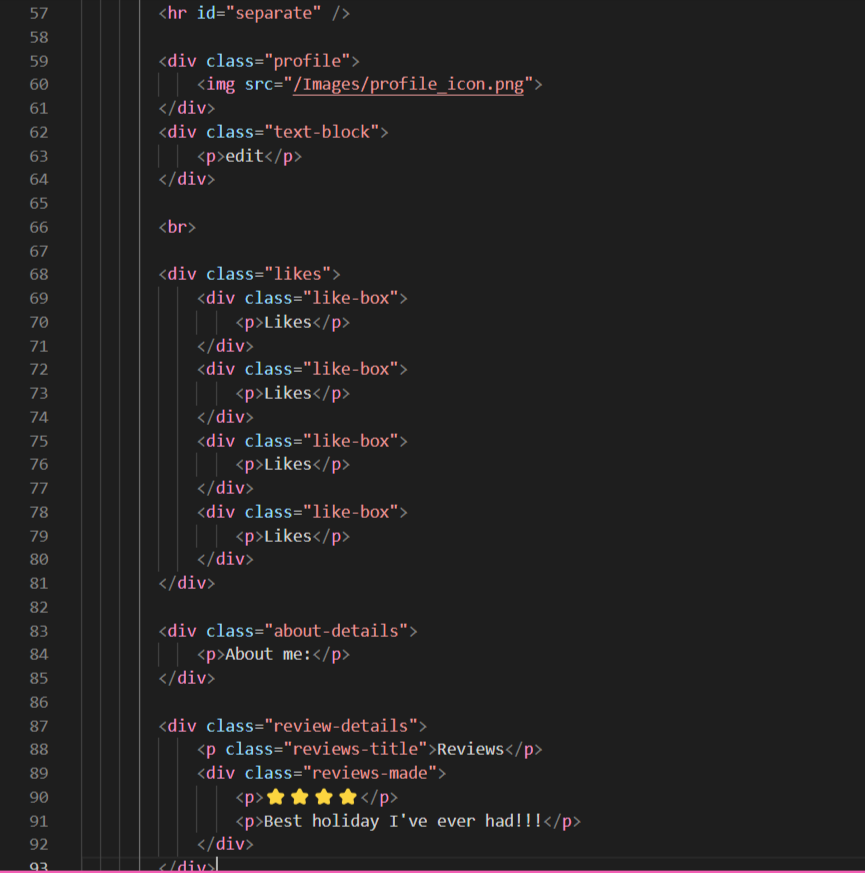 57 <hr id="separate" />
58
59 <div class="profile">
60 <img src="/Images/profile_icon.png">
61 </div>
62 <div class="text-block">
63 <p>edit</p>
64 </div>
65
66 <br>
67
68 <div class="likes">
69 <div class="like-box">
70 <p>Likes</p>
71 </div>
72 <div class="like-box">
73 <p>Likes</p>
74 </div>
75 <div class="like-box">
76 <p>Likes</p>
77 </div>
78 <div class="like-box">
79 <p>Likes</p>
80 </div>
81 </div>
82
83 <div class="about-details">
84 <p>About me:</p>
85 </div>
86
87 <div class="review-details">
88 <p class="reviews-title">Reviews</p>
89 <div class="reviews-made">
90 <p>⭐⭐⭐⭐</p>
91 <p>Best holiday I've ever had!!!</p>
92 </div>
93 </div>